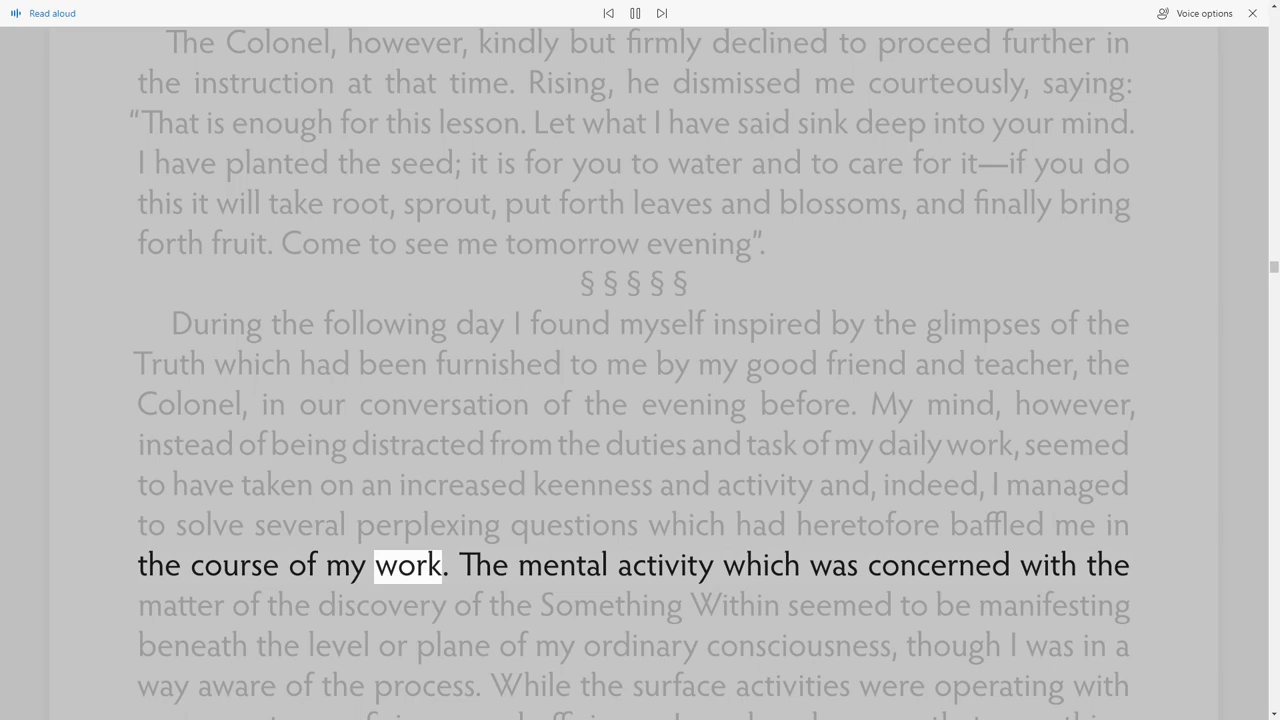 Read aloud
Voice options
The Colonel, however, kindly but firmly declined to proceed further in
the instruction at that time. Rising, he dismissed me courteously, saying:
“That is enough for this lesson. Let what I have said sink deep into your mind.
I have planted the seed; it is for you to water and to care for it—if you do
this it will take root, sprout, put forth leaves and blossoms, and finally bring
forth fruit. Come to see me tomorrow evening”.
§ § § § §
During the following day I found myself inspired by the glimpses of the
Truth which had been furnished to me by my good friend and teacher, the
Colonel, in our conversation of the evening before. My mind, however,
instead of being distracted from the duties and task of my daily work, seemed
to have taken on an increased keenness and activity and, indeed, I managed
to solve several perplexing questions which had heretofore baffled me in
the course of my work. The mental activity which was concerned with the
matter of the discovery of the Something Within seemed to be manifesting
beneath the level or plane of my ordinary consciousness, though I was in a
way aware of the process. While the surface activities were operating with